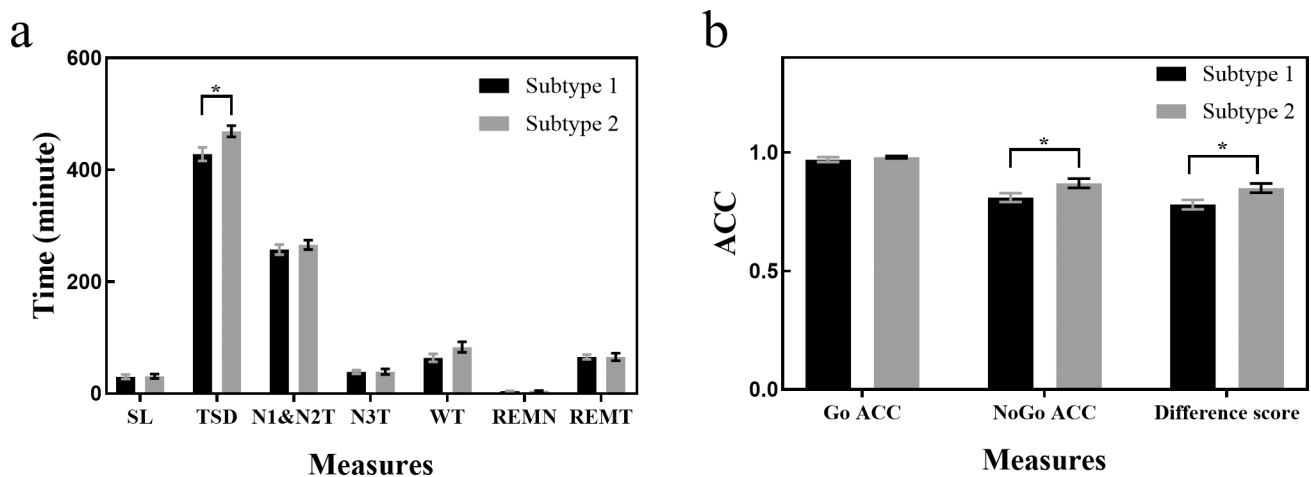 a
600
400
200
0
Time (minute)
*
Subtype 1
Subtype 2
SL TSD N1&N2T N3T WT REMN REMT
Measures
b
1.0
0.5
0.0
ACC
Subtype 1
Subtype 2
*
*
Go ACC NoGo ACC Difference score
Measures